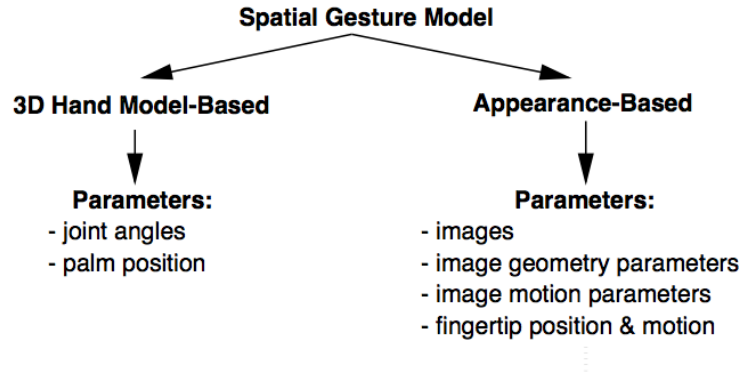 Spatial Gesture Model
3D Hand Model-Based
Appearance-Based
Parameters:
- joint angles
- palm position
Parameters:
- images
- image geometry parameters
- image motion parameters
- fingertip position & motion